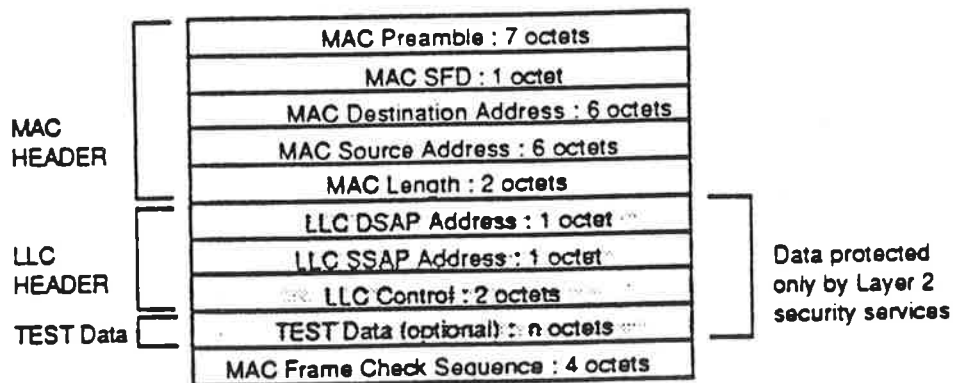 MAC Preamble : 7 octets
MAC SFD : 1 octet
MAC Destination Address : 6 octets
MAC Source Address : 6 octets
MAC Length : 2 octets
LLC DSAP Address : 1 octet
LLC SSAP Address : 1 octet
LLC Control : 2 octets
TEST Data (optional) : n octets
MAC Frame Check Sequence : 4 octets
MAC
HEADER
LLC
HEADER
TEST Data
Data protected
only by Layer 2
security services